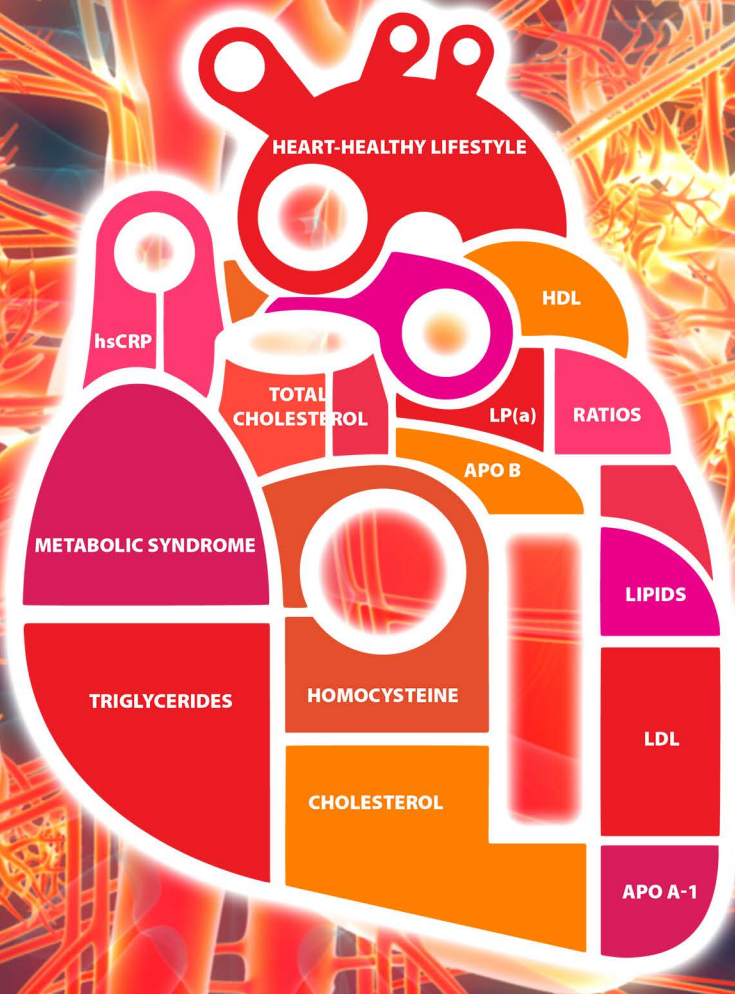 HEART-HEALTHY LIFESTYLE
HDL
hsCRP
TOTAL
CHOLESTEROL
LP(a)
RATIOS
APO B
METABOLIC SYNDROME
LIPIDS
TRIGLYCERIDES
HOMOCYSTEINE
LDL
CHOLESTEROL
APO A-1